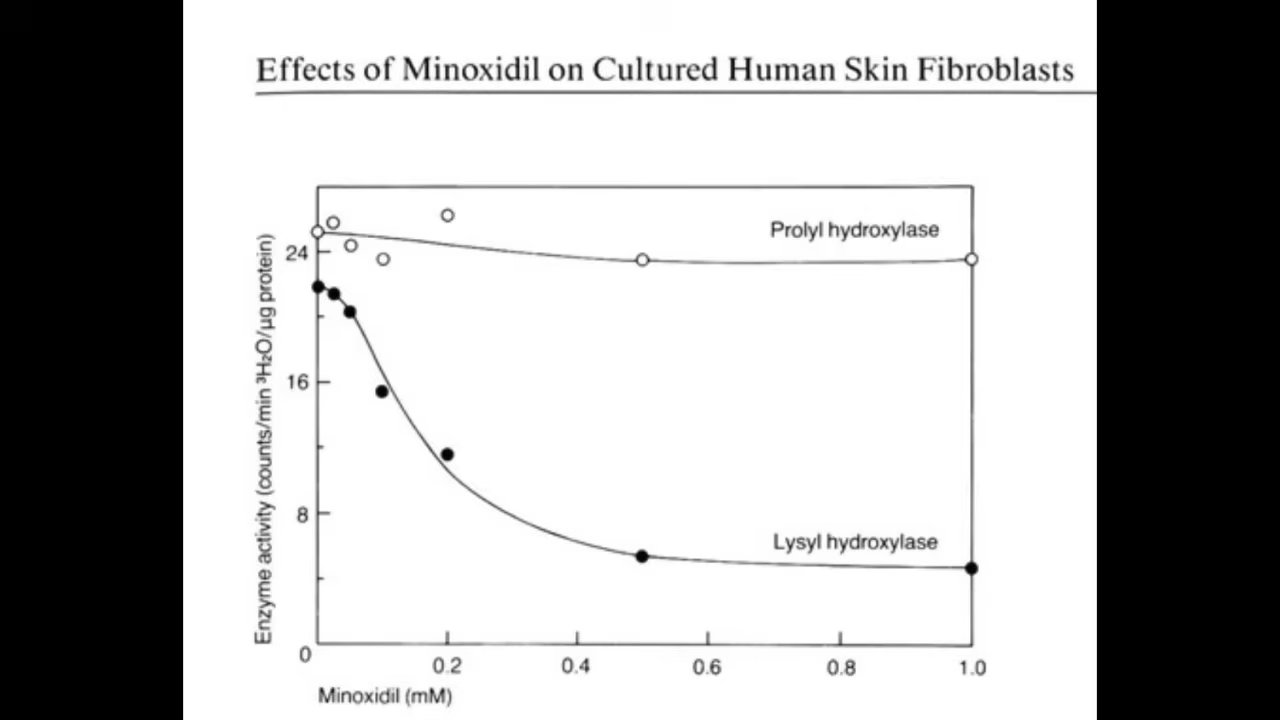 Effects of Minoxidil on Cultured Human Skin Fibroblasts
Enzyme activity (counts/min ³H₂O/µg protein)
24
16
8
0
Prolyl hydroxylase
Lysyl hydroxylase
0.2
0.4
0.6
0.8
1.0
Minoxidil (mM)